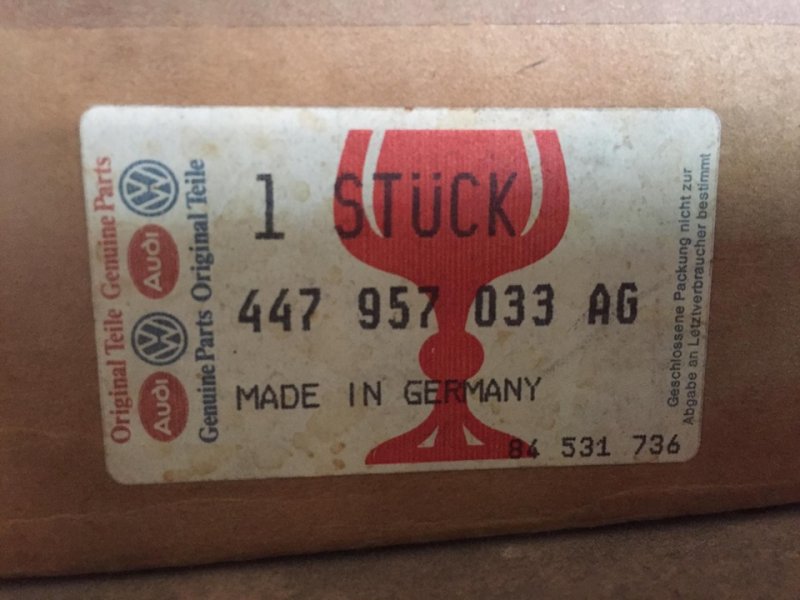 Original Teile Genuine Parts
Audi Audi
Genuine Parts Original Teile
1 STÜCK
447 957 033 AG
MADE IN GERMANY
84 531 736
Geschlossene Packung nicht zur
Abgabe an Letztverbraucher bestimmt